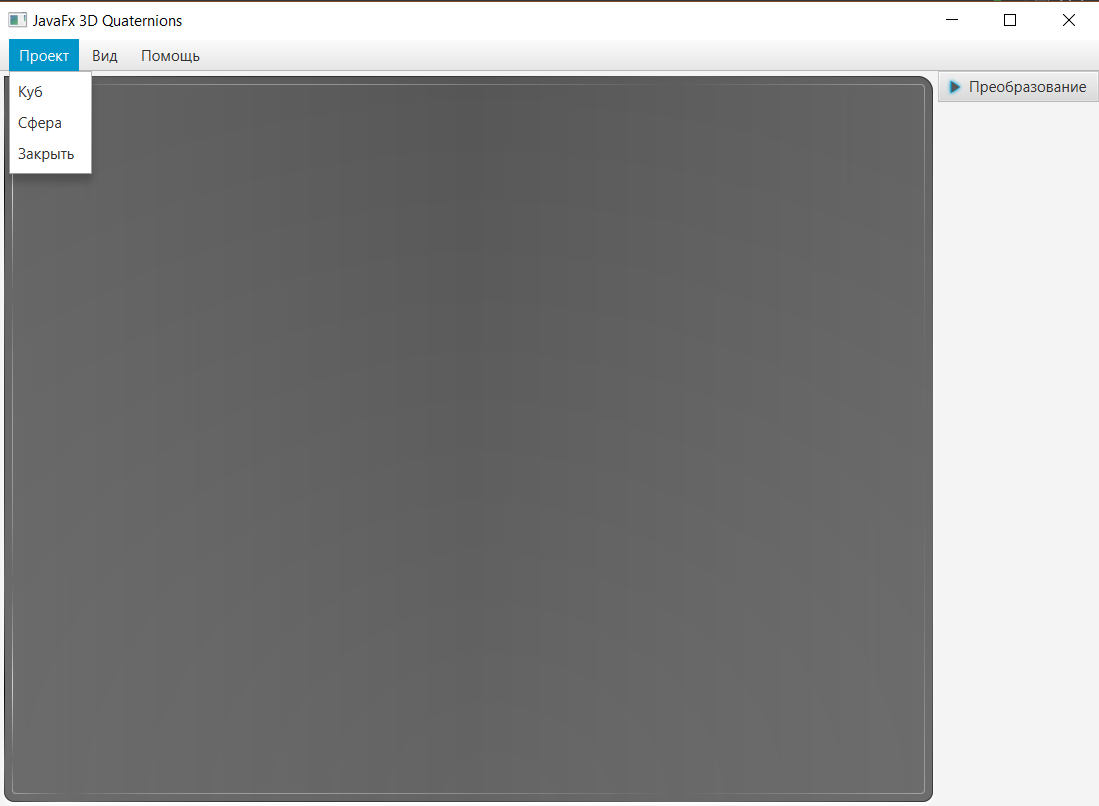 JavaFx 3D Quaternions
Проект Вид Помощь
Преобразование
Куб
Сфера
Закрыть